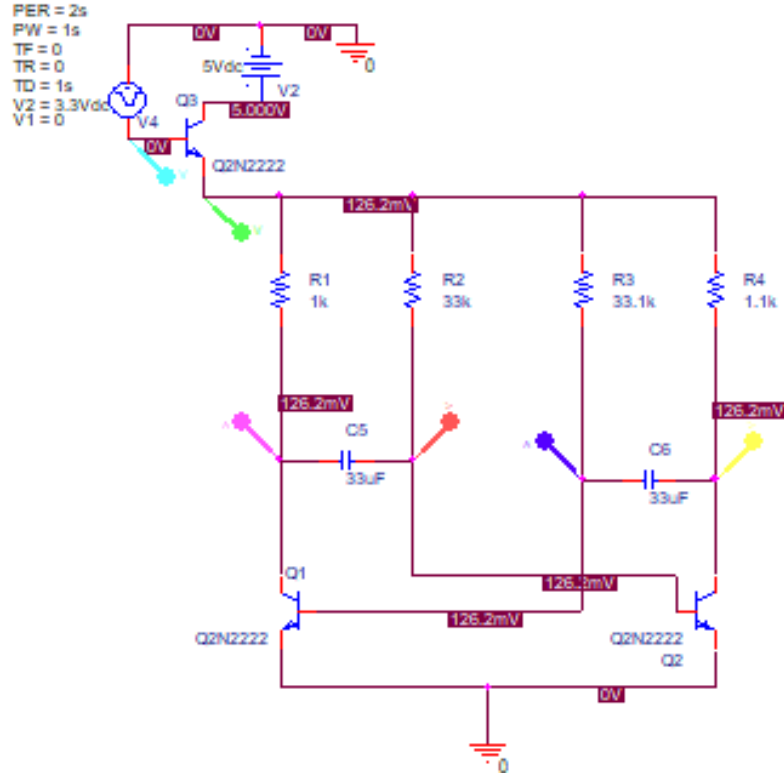 PER = 2s
PW = 1s
TF = 0
TR = 0
TD = 1s
V2 = 3.3Vdc
V1 = 0
V4
0V
0V
0
5Vdc
V2
Q3
5.000V
0V
Q2N2222
126.2mV
R1
1k
R2
33k
R3
33.1k
R4
1.1k
126.2mV
126.2mV
C5
33uF
C6
33uF
Q1
126.2mV
126.2mV
Q2N2222
Q2N2222
Q2
0V
0